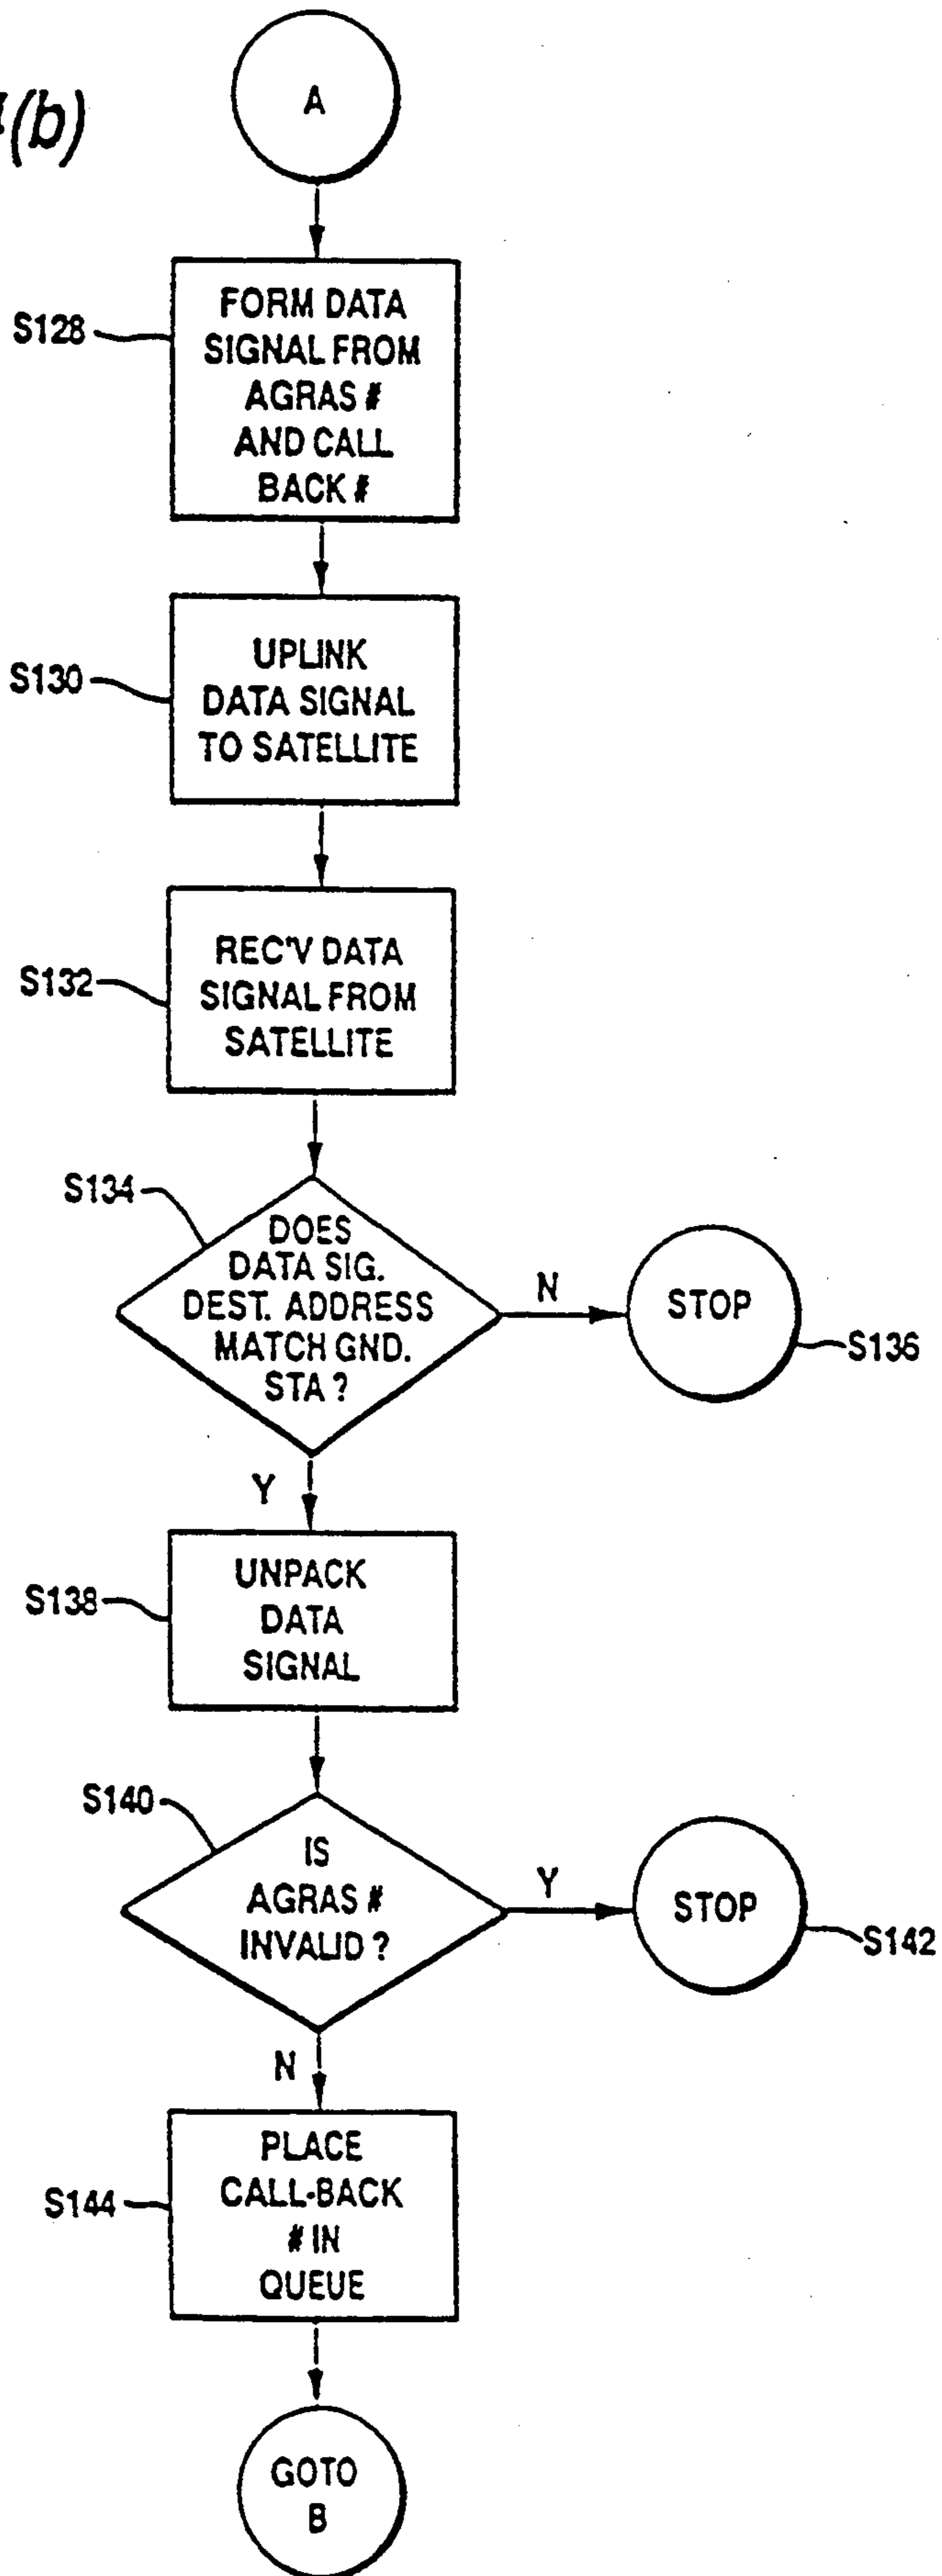 (b)
A
S128
FORM DATA
SIGNAL FROM
AGRAS #
AND CALL
BACK #
S130
UPLINK
DATA SIGNAL
TO SATELLITE
S132
REC'V DATA
SIGNAL FROM
SATELLITE
S134
DOES
DATA SIG.
DEST. ADDRESS
MATCH GND.
STA ?
N
STOP
S136
Y
S138
UNPACK
DATA
SIGNAL
S140
IS
AGRAS #
INVALID ?
Y
STOP
S142
N
S144
PLACE
CALL-BACK
# IN
QUEUE
GOTO
B